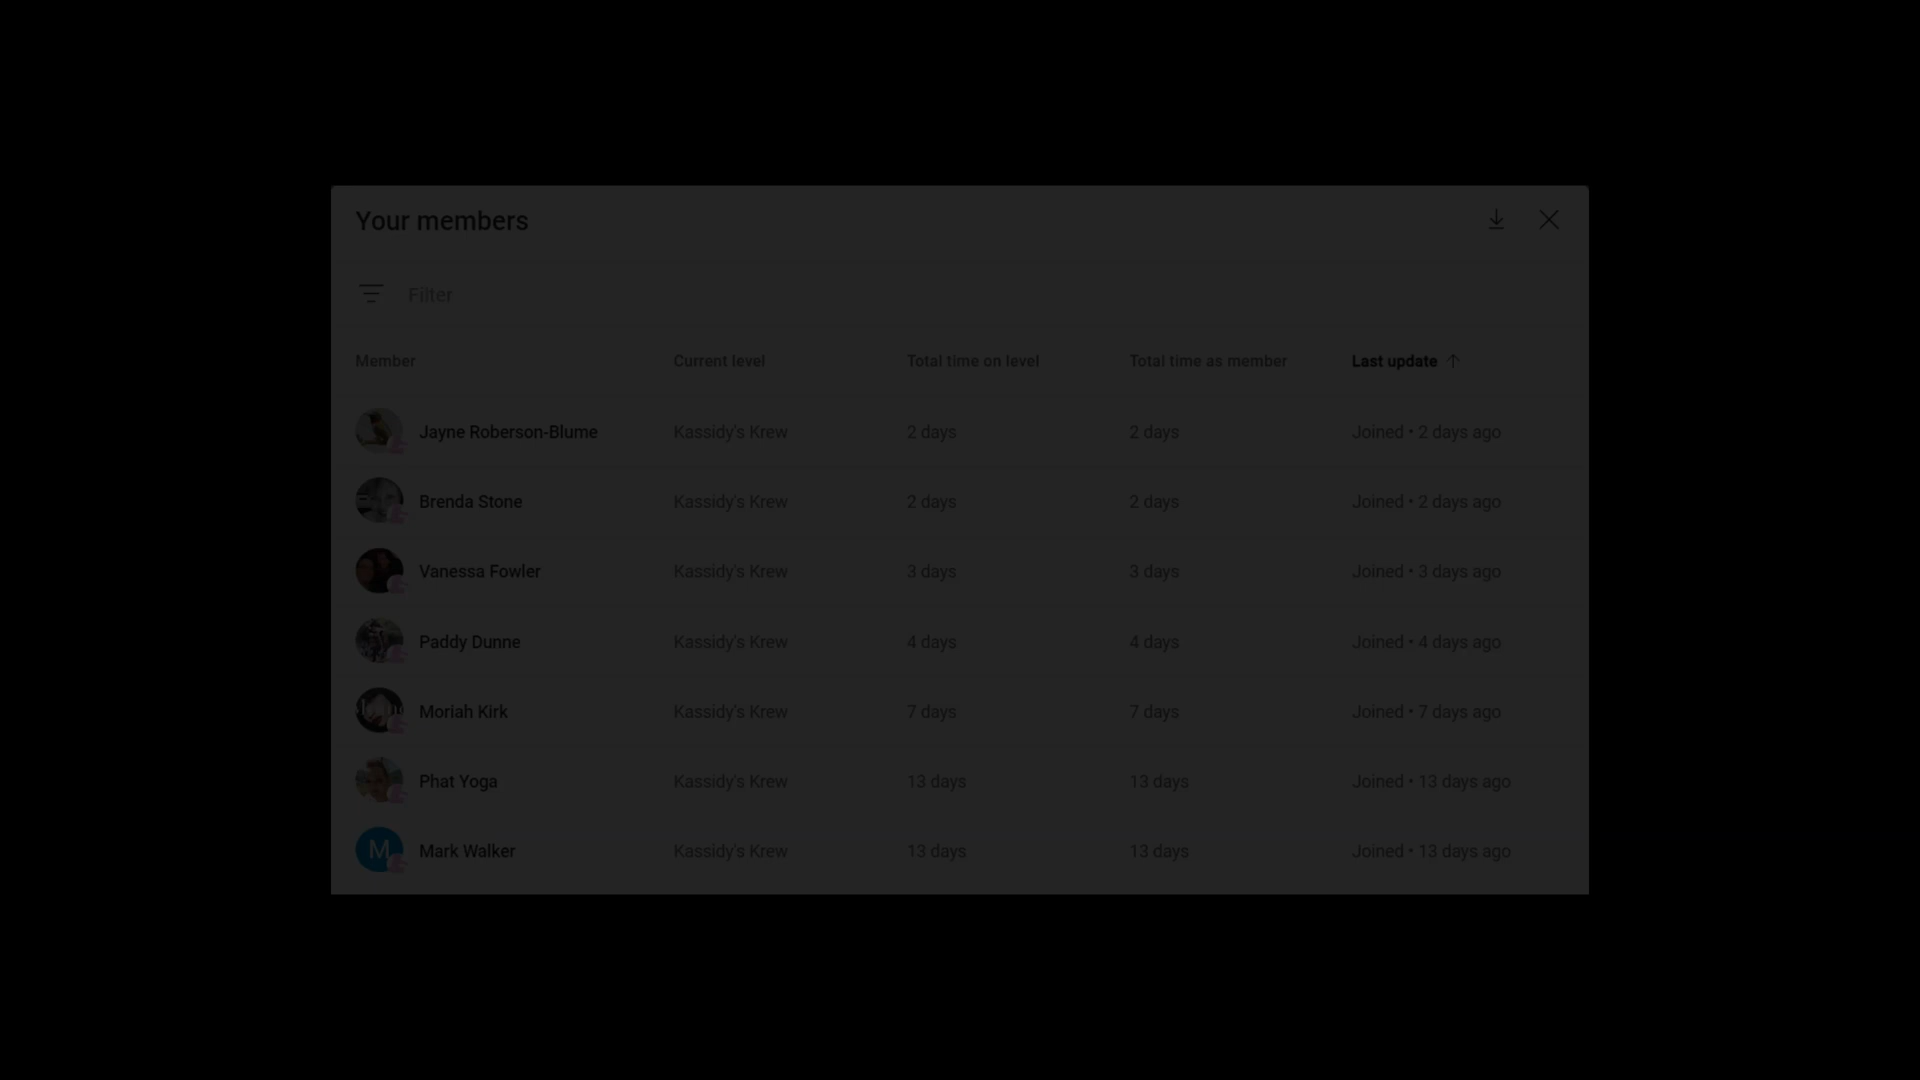 Your members
Filter
Member Current level Total time on level Total time as member Last update
Jayne Roberson-Blume Kassidy's Krew 2 days 2 days Joined • 2 days ago
Brenda Stone Kassidy's Krew 2 days 2 days Joined • 2 days ago
Vanessa Fowler Kassidy's Krew 3 days 3 days Joined • 3 days ago
Paddy Dunne Kassidy's Krew 4 days 4 days Joined • 4 days ago
Moriah Kirk Kassidy's Krew 7 days 7 days Joined • 7 days ago
Phat Yoga Kassidy's Krew 13 days 13 days Joined • 13 days ago
M Mark Walker Kassidy's Krew 13 days 13 days Joined • 13 days ago